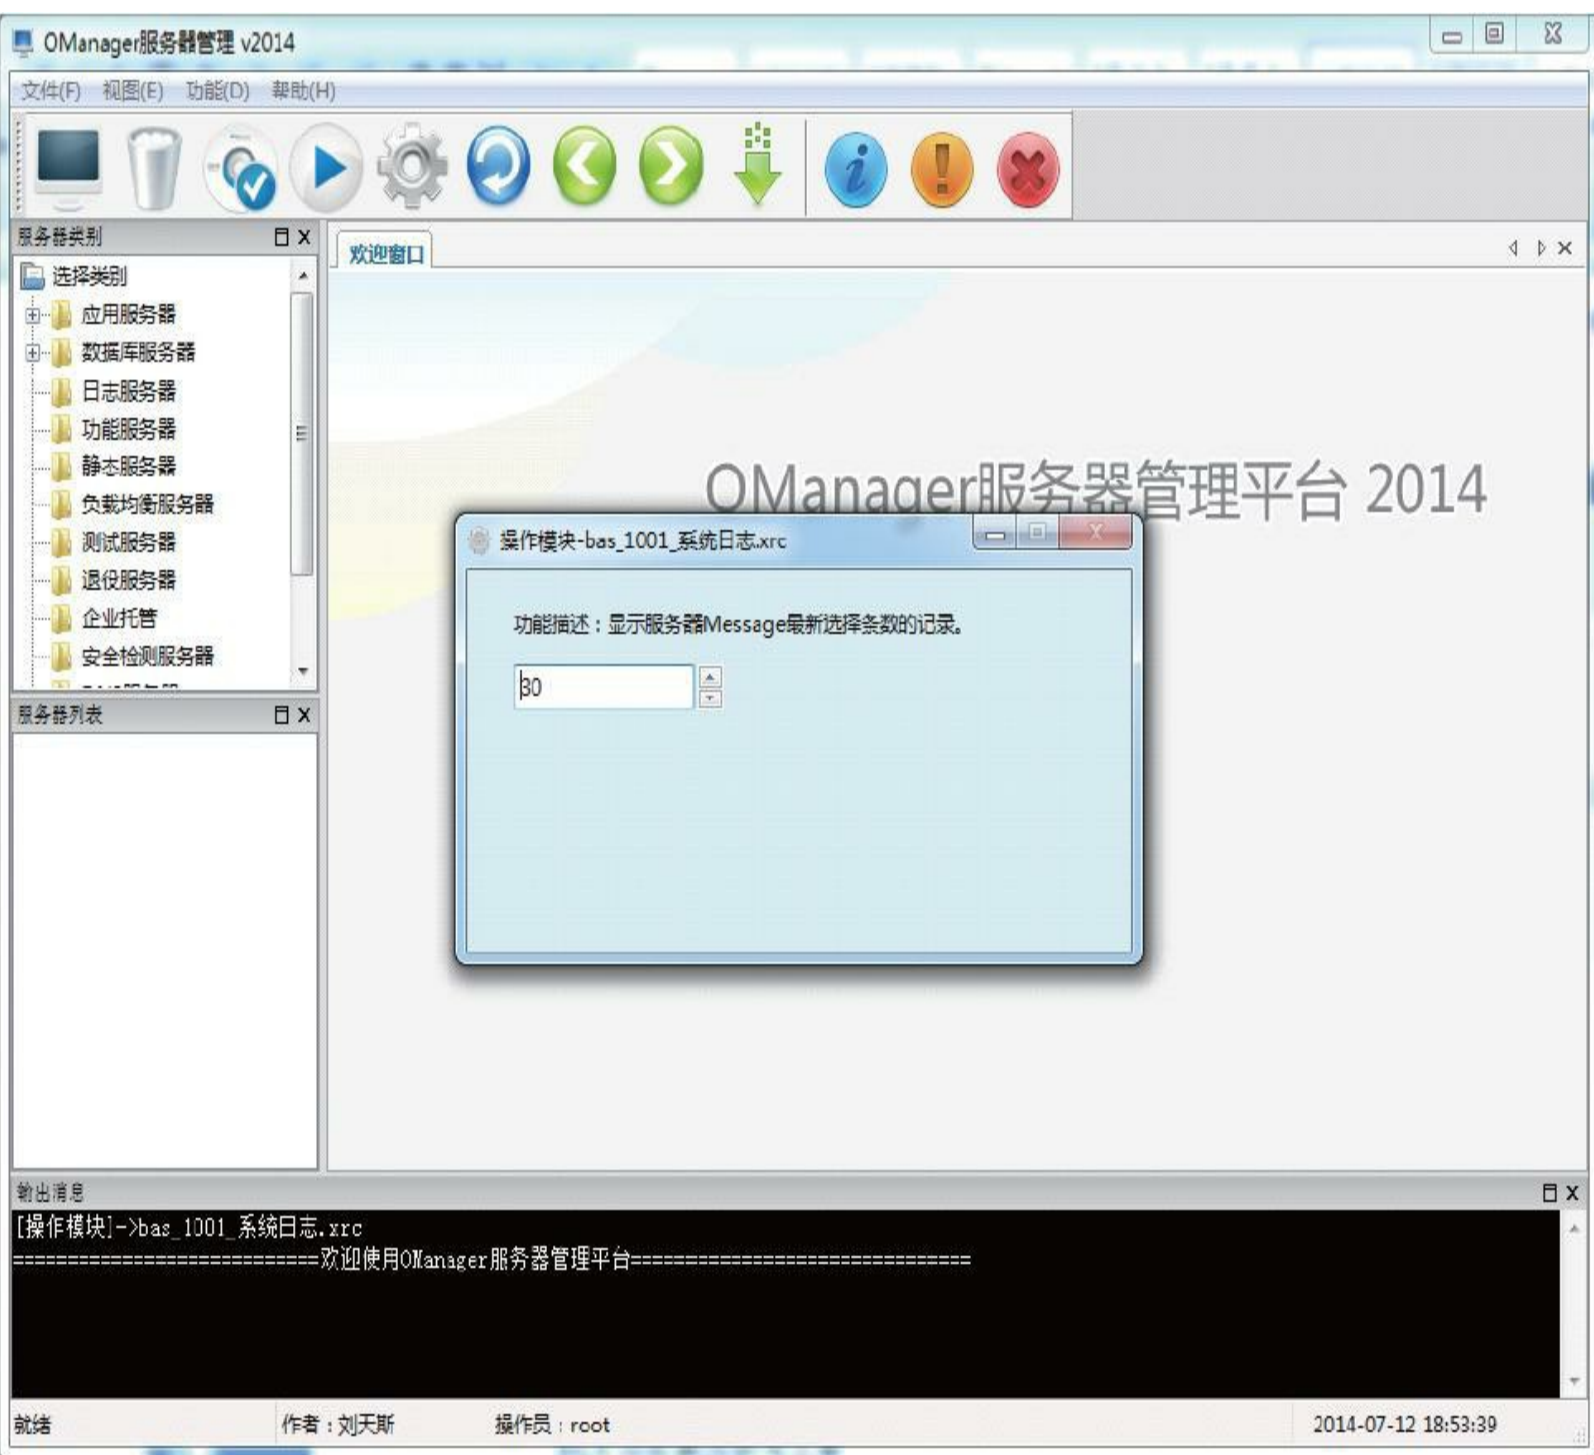 OManager服务器管理 v2014
文件(F) 视图(E) 功能(D) 帮助(H)
服务器类别
欢迎窗口
选择类别
应用服务器
数据库服务器
日志服务器
功能服务器
静态服务器
负载均衡服务器
测试服务器
退役服务器
企业托管
安全检测服务器
OManager服务器管理平台 2014
操作模块-bas_1001_系统日志.xrc
功能描述：显示服务器Message最新选择条数的记录。
30
服务器列表
输出消息
[操作模块]->bas_1001_系统日志.xrc
============================欢迎使用OManager服务器管理平台===============================
就绪 作者：刘天斯 操作员：root 2014-07-12 18:53:39